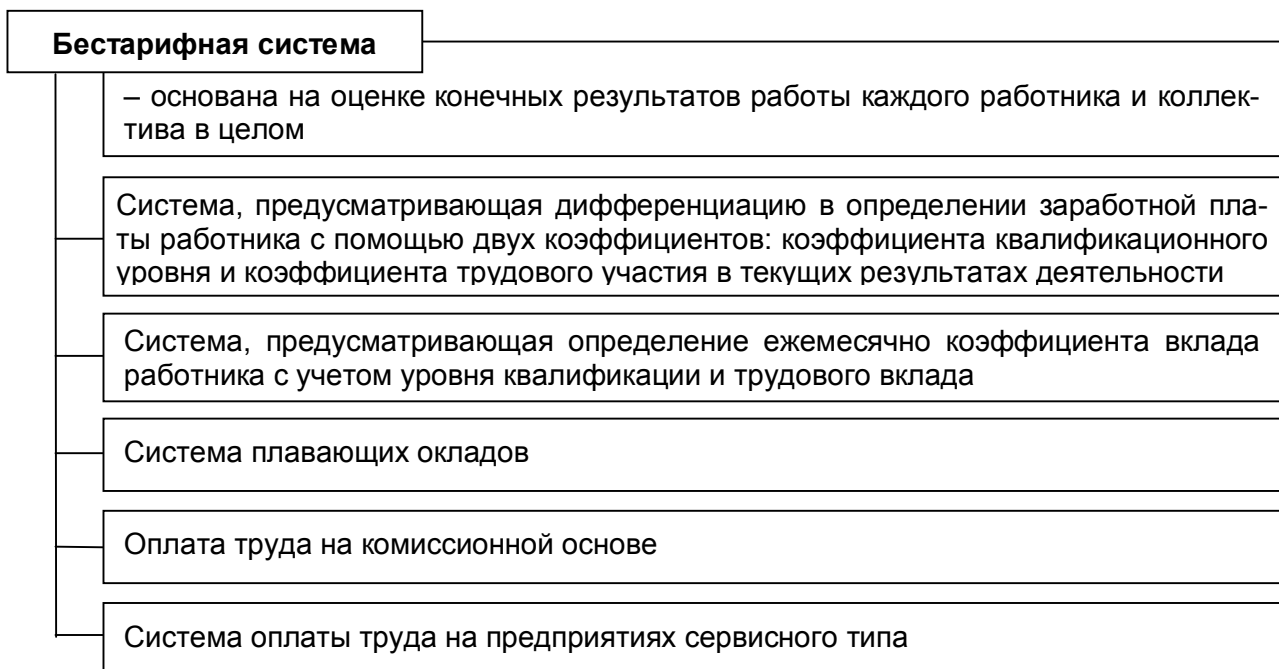 Бестарифная система
– основана на оценке конечных результатов работы каждого работника и коллек-
тива в целом
Система, предусматривающая дифференциацию в определении заработной пла-
ты работника с помощью двух коэффициентов: коэффициента квалификационного
уровня и коэффициента трудового участия в текущих результатах деятельности
Система, предусматривающая определение ежемесячно коэффициента вклада
работника с учетом уровня квалификации и трудового вклада
Система плавающих окладов
Оплата труда на комиссионной основе
Система оплаты труда на предприятиях сервисного типа